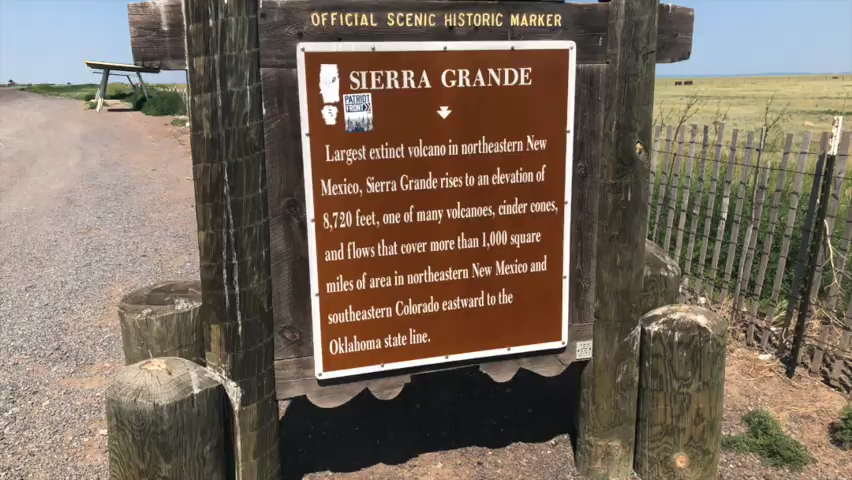 OFFICIAL SCENIC HISTORIC MARKER
SIERRA GRANDE
PATRIOT
FRONT
Largest extinct volcano in northeastern New
Mexico, Sierra Grande rises to an elevation of
8,720 feet, one of many volcanoes, cinder cones,
and flows that cover more than 1,000 square
miles of area in northeastern New Mexico and
southeastern Colorado eastward to the
Oklahoma state line.